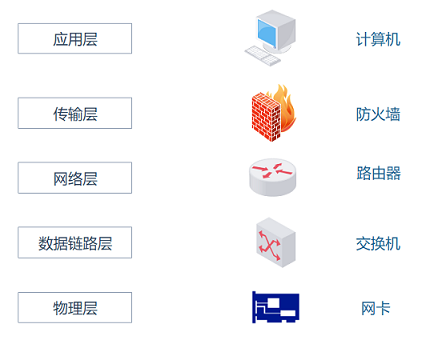 应用层 计算机
传输层 防火墙
网络层 路由器
数据链路层 交换机
物理层 网卡